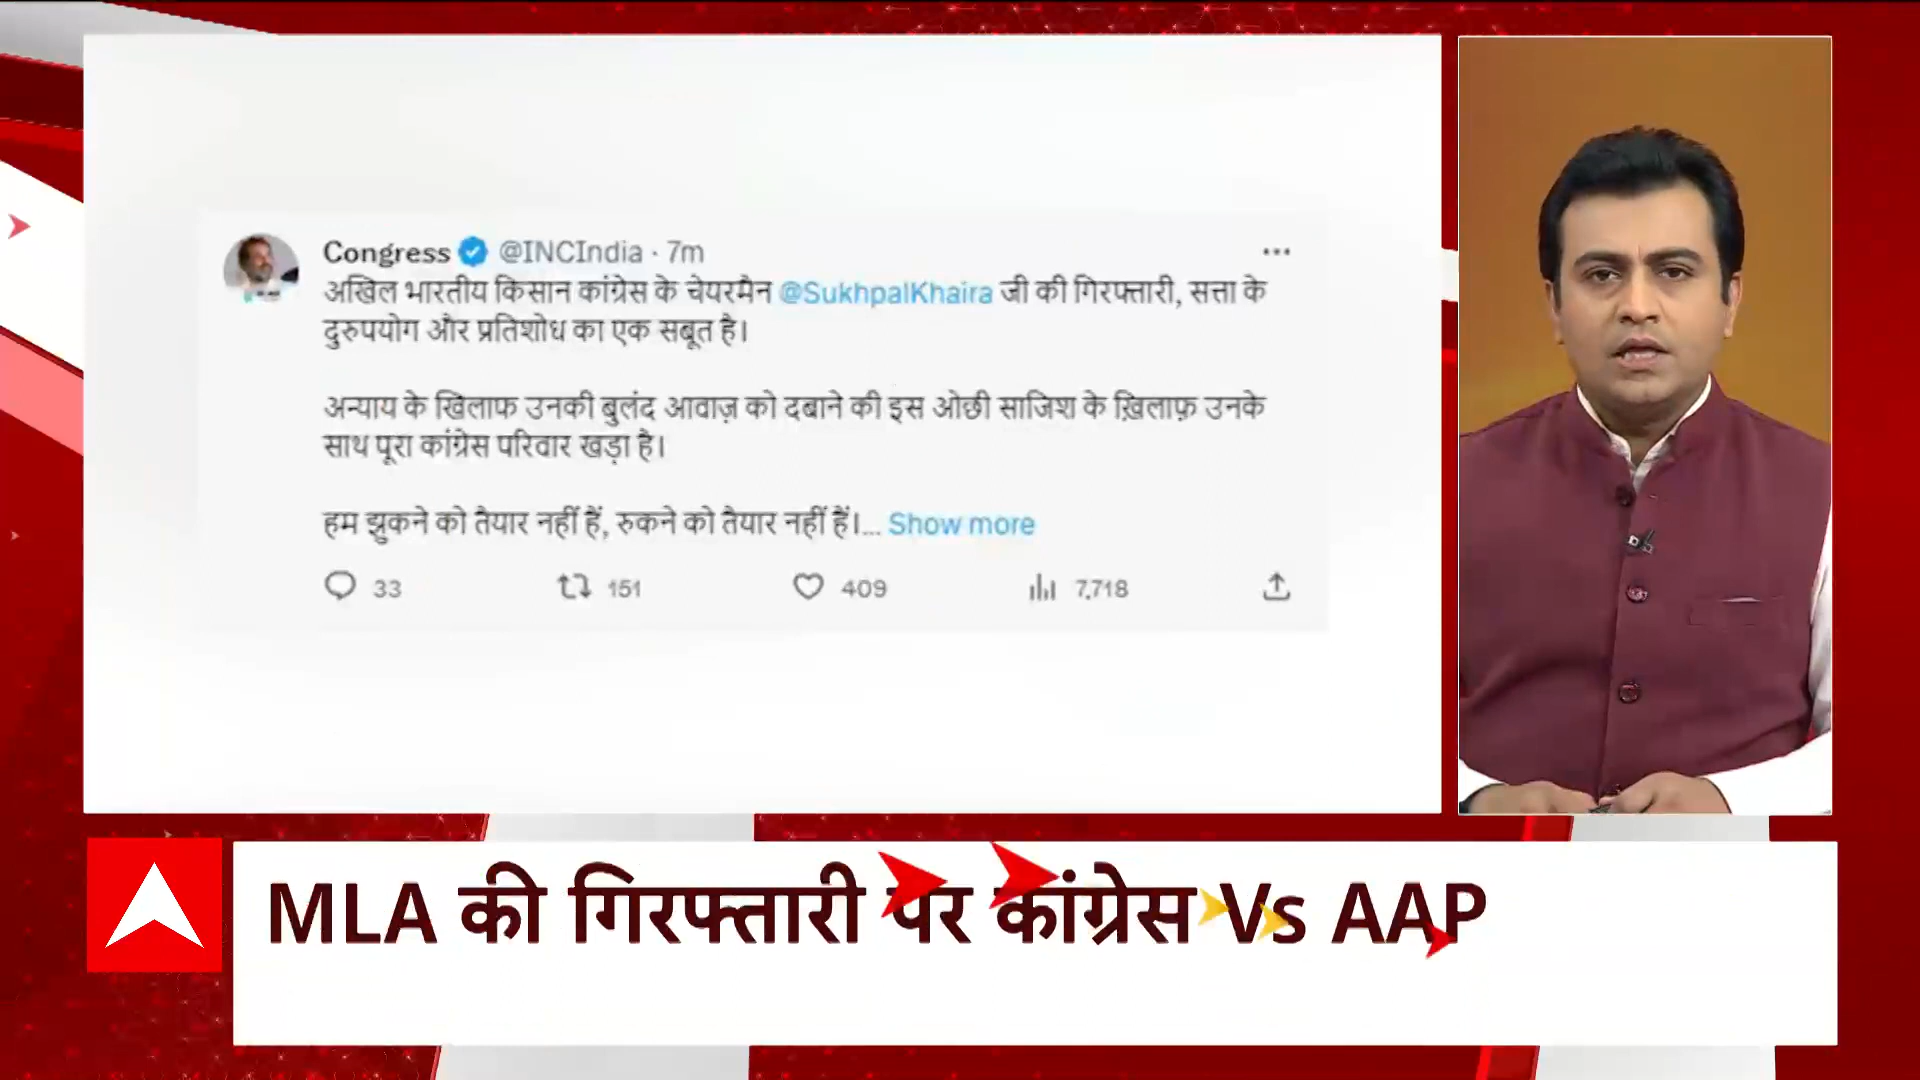 Congress @INCIndia · 7m
अखिल भारतीय किसान कांग्रेस के चेयरमैन @SukhpalKhaira जी की गिरफ्तारी, सत्ता के
दुरुपयोग और प्रतिशोध का एक सबूत है।
अन्याय के खिलाफ उनकी बुलंद आवाज़ को दबाने की इस ओछी साजिश के ख़िलाफ़ उनके
साथ पूरा कांग्रेस परिवार खड़ा है।
हम झुकने को तैयार नहीं हैं, रुकने को तैयार नहीं हैं।... Show more
33 151 409 7,718
MLA की गिरफ्तारी पर कांग्रेस Vs AAP